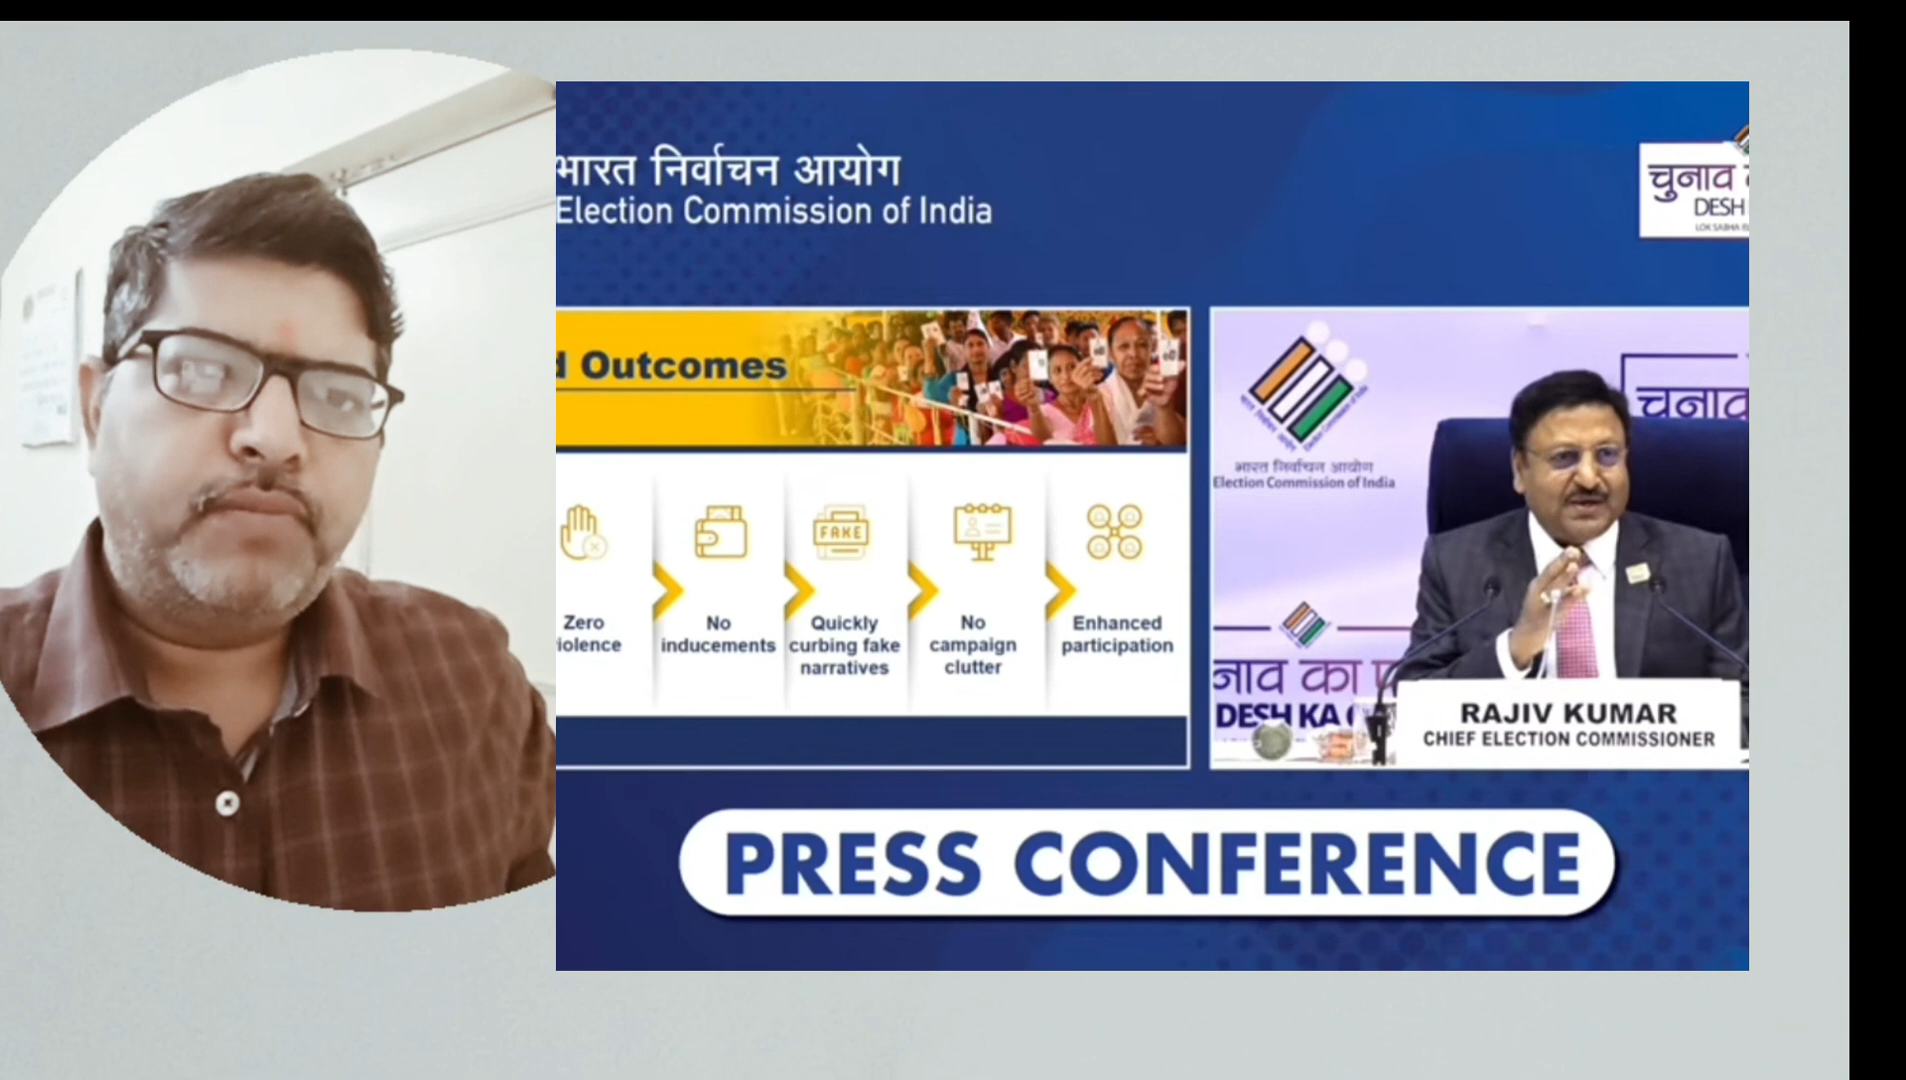 भारत निर्वाचन आयोग
Election Commission of India
चुनाव
DESH
LOK SABHA
Outcomes
FAKE
Zero
No
inducements
Quickly
curbing fake
narratives
No
campaign
clutter
Enhanced
participation
चुनाव
भारत निर्वाचन आयोग
Election Commission of India
का
DESH KA
RAJIV KUMAR
CHIEF ELECTION COMMISSIONER
PRESS CONFERENCE